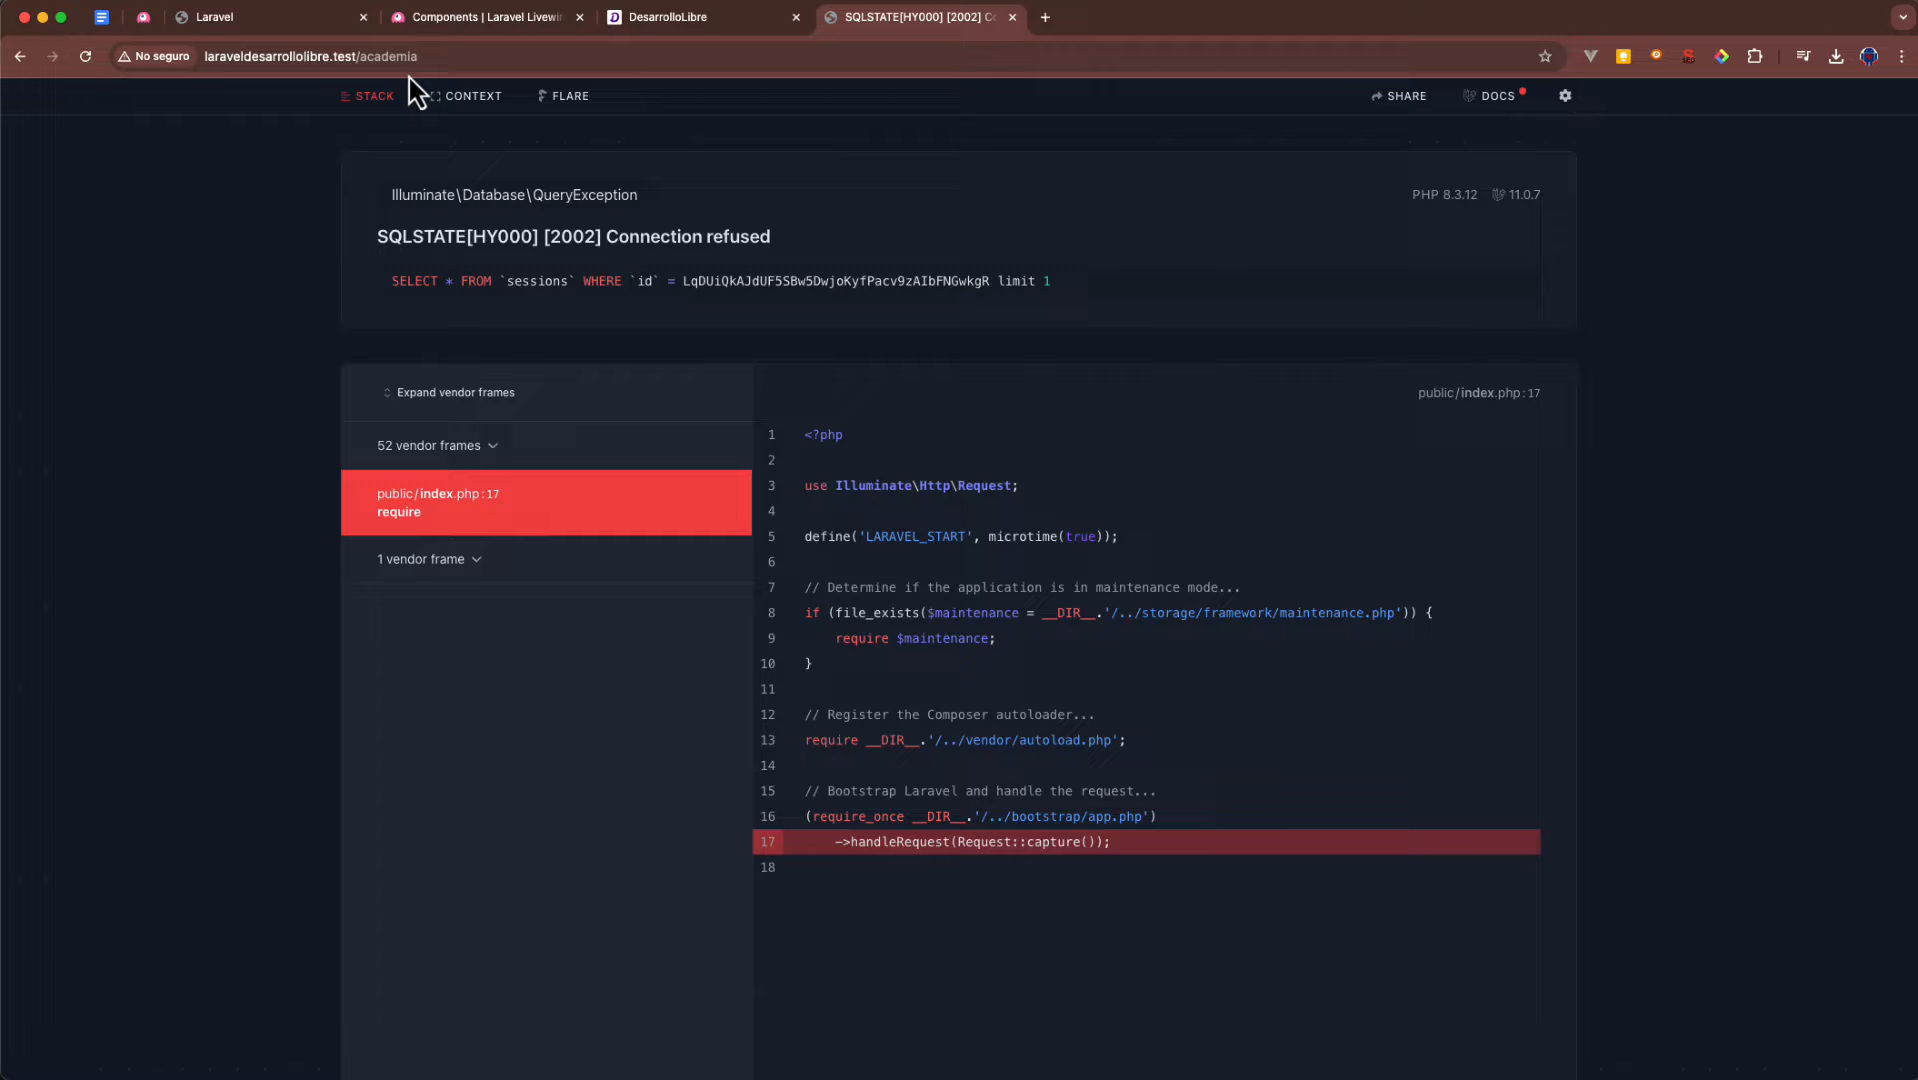 Laravel
Components | Laravel Livewir
DesarrolloLibre
SQLSTATE[HY000] [2002] Co
No seguro
laraveldesarrollolibre.test/academia
STACK
CONTEXT
FLARE
SHARE
DOCS
Illuminate\Database\QueryException
PHP 8.3.12
11.0.7
SQLSTATE[HY000] [2002] Connection refused
SELECT * FROM `sessions` WHERE `id` = LqDUiQkAJdUF5SBw5DwjoKyfPacv9zAIbFNGwkgR limit 1
Expand vendor frames
52 vendor frames
public/index.php:17
require
1 vendor frame
public/index.php:17
1 <?php
2
3 use Illuminate\Http\Request;
4
5 define('LARAVEL_START', microtime(true));
6
7 // Determine if the application is in maintenance mode...
8 if (file_exists($maintenance = __DIR__.'/../storage/framework/maintenance.php')) {
9     require $maintenance;
10 }
11
12 // Register the Composer autoloader...
13 require __DIR__.'/../vendor/autoload.php';
14
15 // Bootstrap Laravel and handle the request...
16 (require_once __DIR__.'/../bootstrap/app.php')
17     ->handleRequest(Request::capture());
18